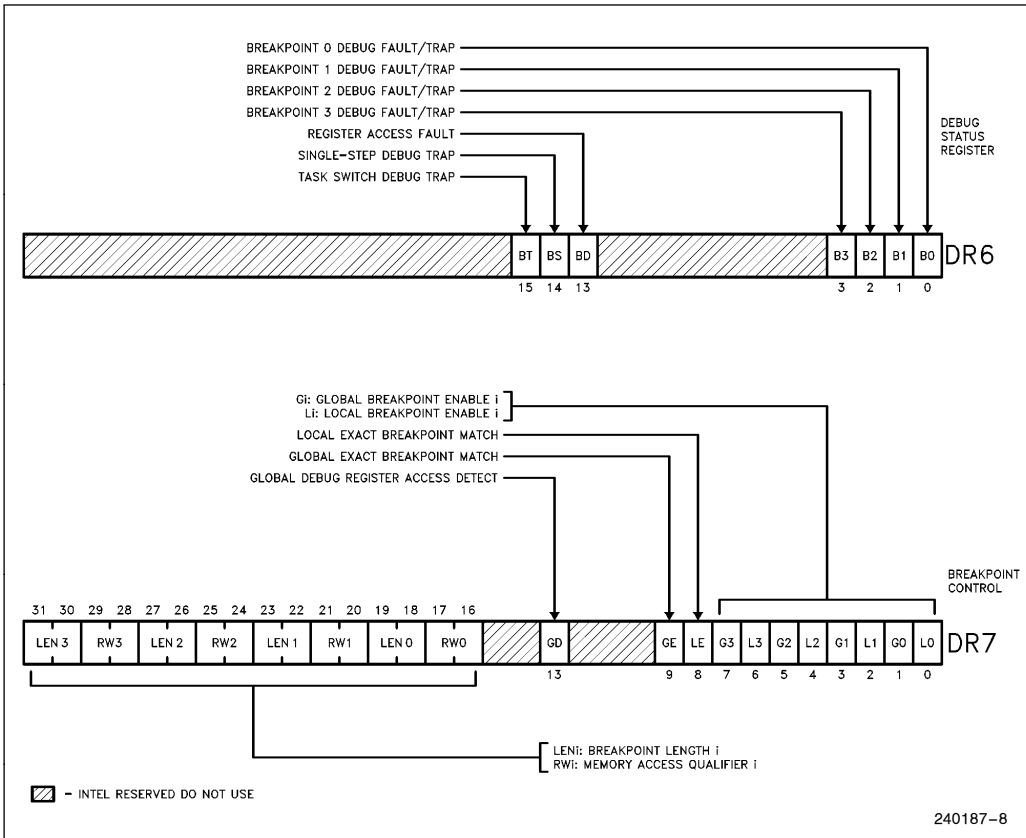 BREAKPOINT 0 DEBUG FAULT/TRAP
BREAKPOINT 1 DEBUG FAULT/TRAP
BREAKPOINT 2 DEBUG FAULT/TRAP
BREAKPOINT 3 DEBUG FAULT/TRAP
REGISTER ACCESS FAULT
SINGLE-STEP DEBUG TRAP
TASK SWITCH DEBUG TRAP
DEBUG
STATUS
REGISTER
BT BS BD B3 B2 B1 B0 DR6
15 14 13 3 2 1 0
Gi: GLOBAL BREAKPOINT ENABLE i
Li: LOCAL BREAKPOINT ENABLE i
LOCAL EXACT BREAKPOINT MATCH
GLOBAL EXACT BREAKPOINT MATCH
GLOBAL DEBUG REGISTER ACCESS DETECT
BREAKPOINT
CONTROL
31 30 29 28 27 26 25 24 23 22 21 20 19 18 17 16
LEN 3 RW3 LEN 2 RW2 LEN 1 RW1 LEN 0 RW0 GD GE LE G3 L3 G2 L2 G1 L1 G0 L0 DR7
13 9 8 7 6 5 4 3 2 1 0
LENi: BREAKPOINT LENGTH i
RWi: MEMORY ACCESS QUALIFIER i
- INTEL RESERVED DO NOT USE
240187-8